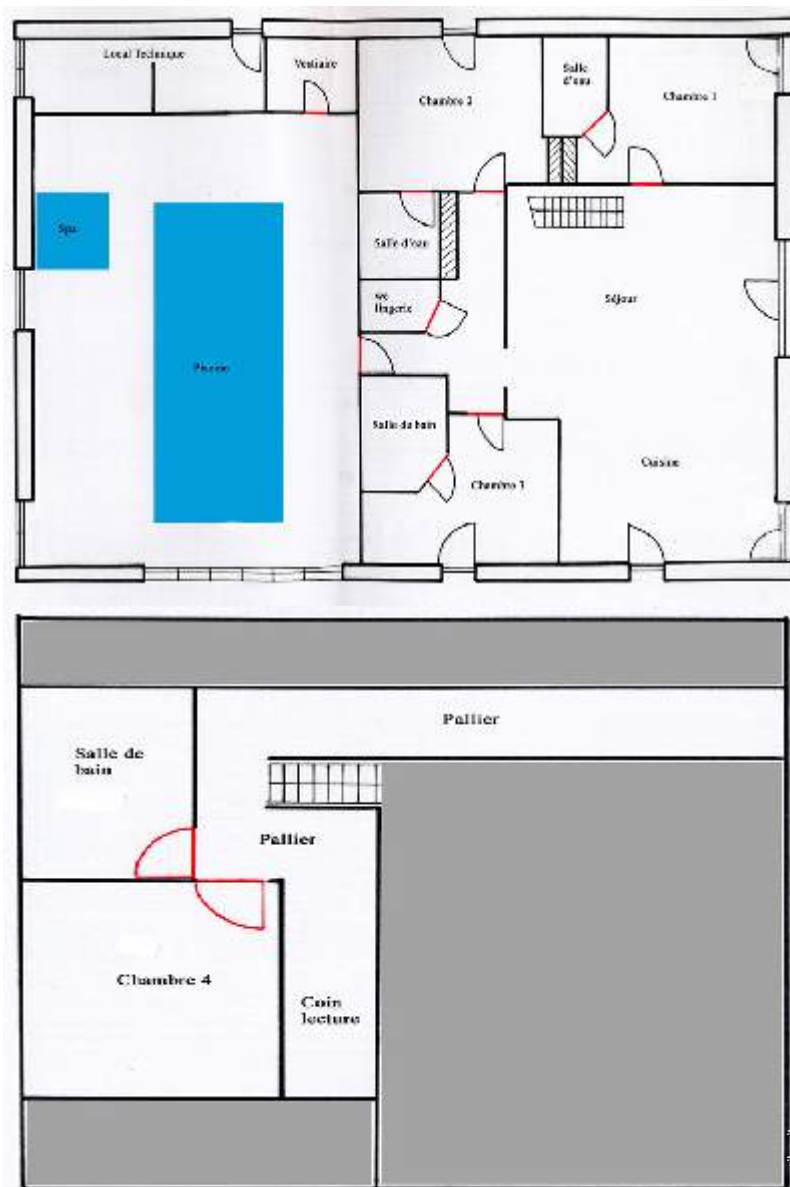 Local Technique
Vestiaire
Chambre 2
Salle
d'eau
Chambre 1
Spa
Salle d'eau
wc
lingerie
Séjour
Piscine
Salle de bain
Cuisine
Chambre 3
Pallier
Salle de
bain
Pallier
Chambre 4
Coin
lecture